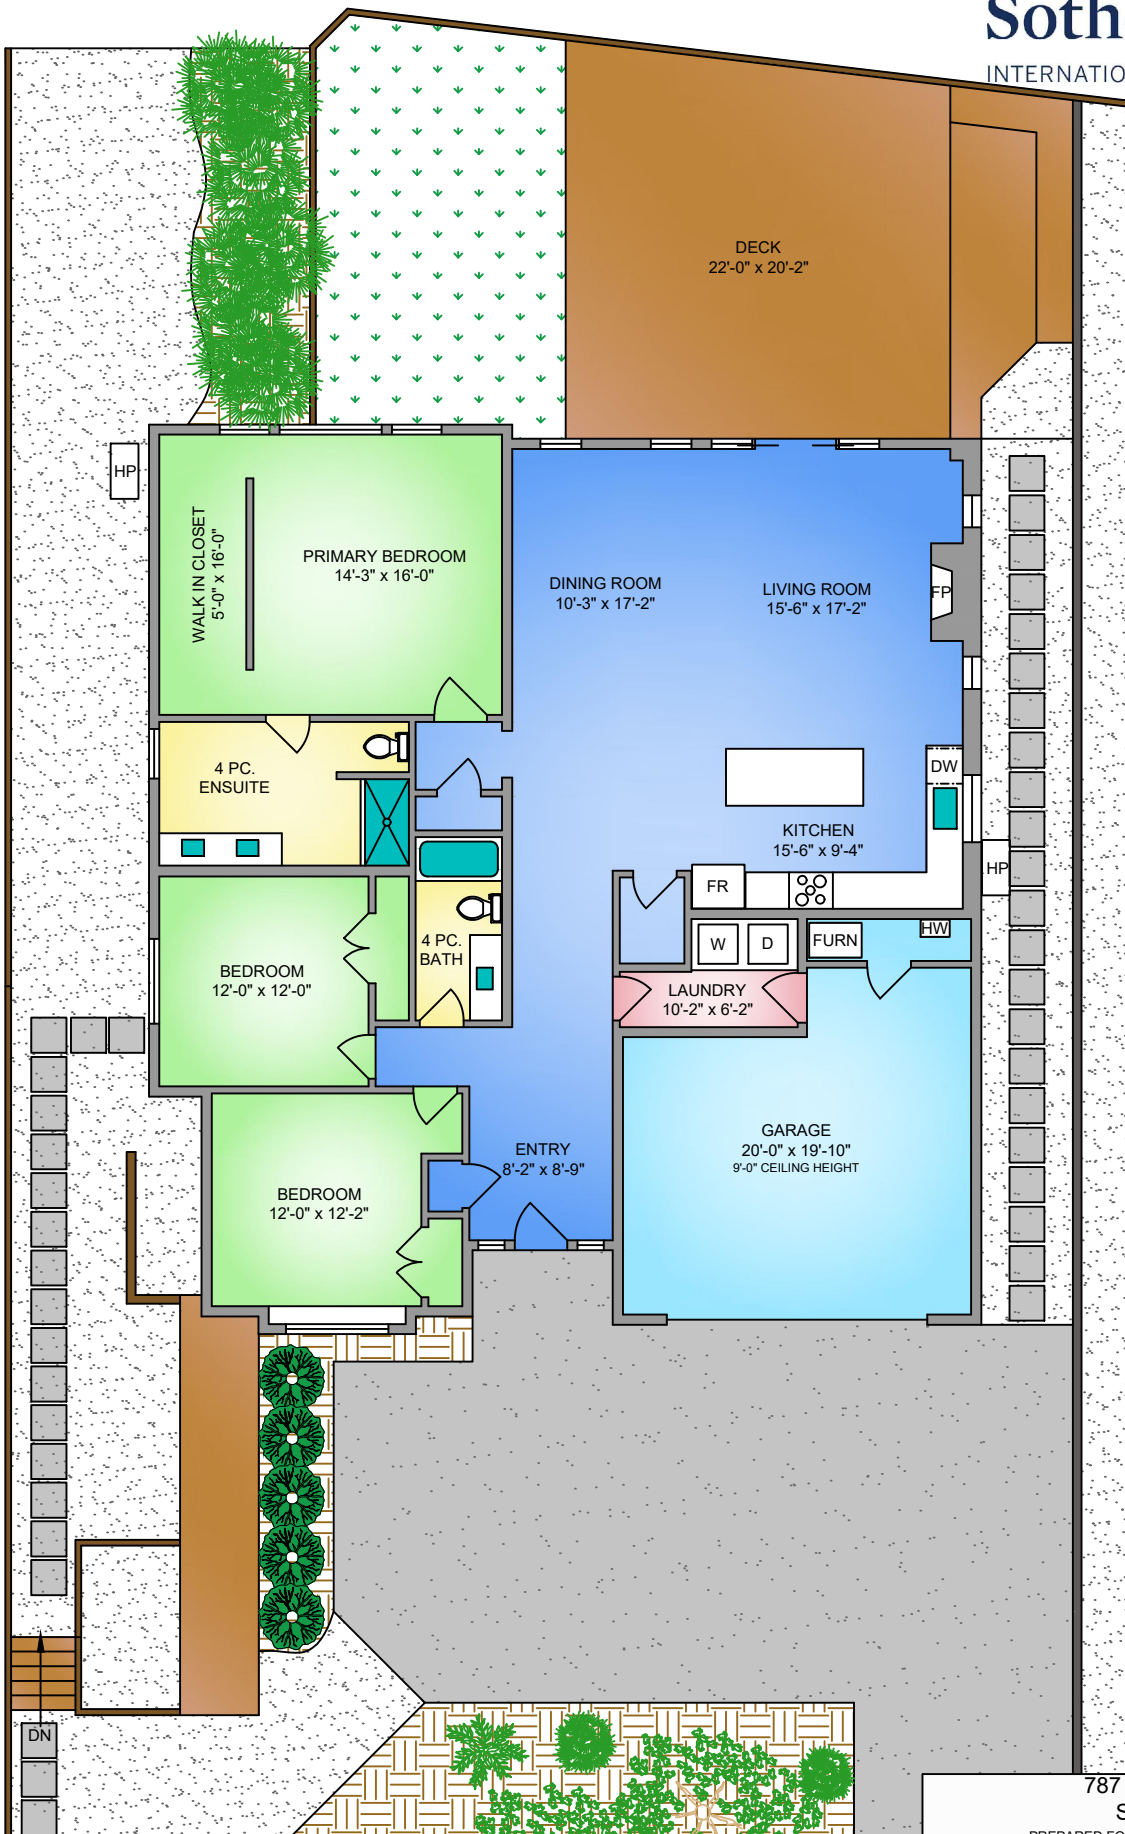 Soth
INTERNATIO
DECK
22'-0" x 20'-2"
HP
WALK IN CLOSET
5'-0" x 16'-0"
PRIMARY BEDROOM
14'-3" x 16'-0"
DINING ROOM
10'-3" x 17'-2"
LIVING ROOM
15'-6" x 17'-2"
FP
4 PC.
ENSUITE
DW
KITCHEN
15'-6" x 9'-4"
HP
FR
4 PC.
BATH
W
D
FURN
HW
BEDROOM
12'-0" x 12'-0"
LAUNDRY
10'-2" x 6'-2"
GARAGE
20'-0" x 19'-10"
9'-0" CEILING HEIGHT
ENTRY
8'-2" x 8'-9"
BEDROOM
12'-0" x 12'-2"
DN
787
S
PREPARED FO